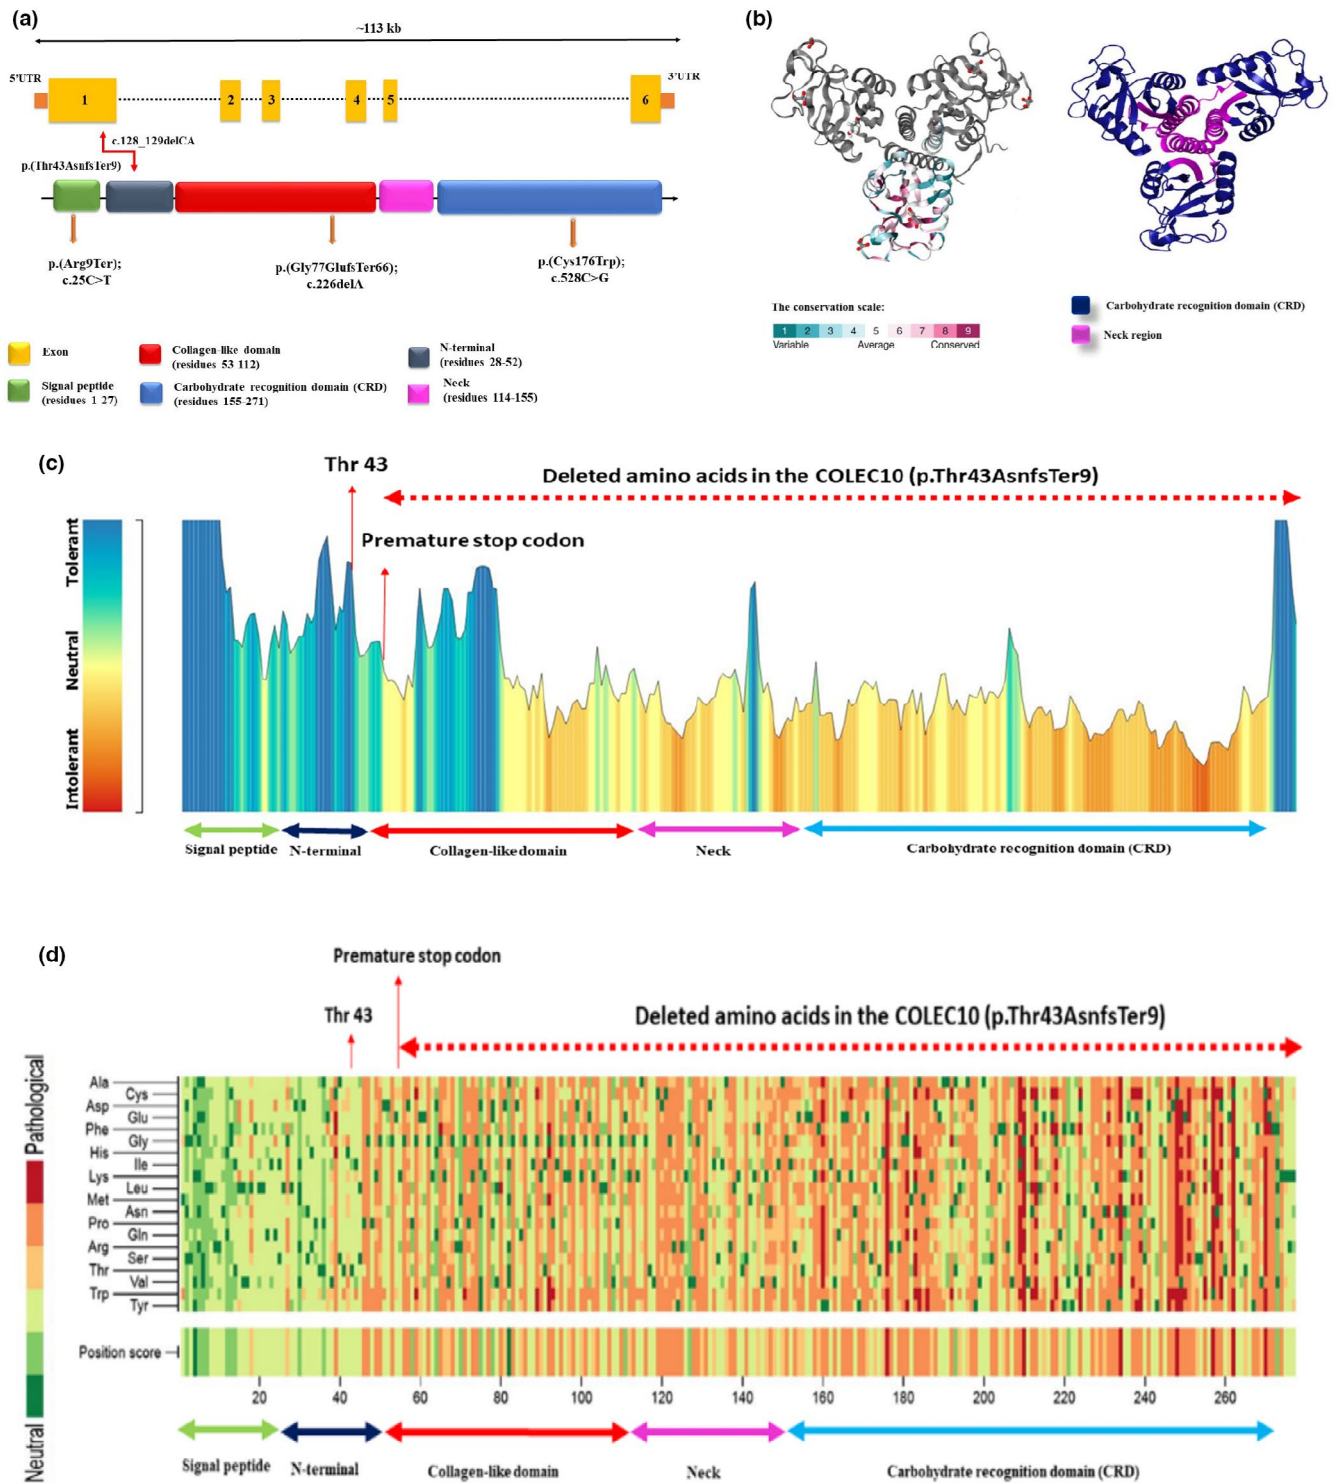 (a)
~113 kb
5'UTR
3'UTR
1
2
3
4
5
6
c.128_129delCA
p.(Thr43AsnfsTer9)
p.(Arg9Ter);
c.25C>T
p.(Gly77GlufsTer66);
c.226delA
p.(Cys176Trp);
c.528C>G
Exon
Collagen-like domain
(residues 53 112)
N-terminal
(residues 28-52)
Signal peptide
(residues 1 27)
Carbohydrate recognition domain (CRD)
(residues 155-271)
Neck
(residues 114-155)
(b)
The conservation scale:
1 2 3 4 5 6 7 8 9
Variable Average Conserved
Carbohydrate recognition domain (CRD)
Neck region
(c)
Thr 43
Deleted amino acids in the COLEC10 (p.Thr43AsnfsTer9)
Premature stop codon
Tolerant
Neutral
Intolerant
Signal peptide
N-terminal
Collagen-like domain
Neck
Carbohydrate recognition domain (CRD)
(d)
Premature stop codon
Thr 43
Deleted amino acids in the COLEC10 (p.Thr43AsnfsTer9)
Pathological
Neutral
Ala
Cys
Asp
Glu
Phe
Gly
His
Ile
Lys
Leu
Met
Asn
Pro
Gln
Arg
Ser
Thr
Val
Trp
Tyr
Position score
20 40 60 80 100 120 140 160 180 200 220 240 260
Signal peptide
N-terminal
Collagen-like domain
Neck
Carbohydrate recognition domain (CRD)